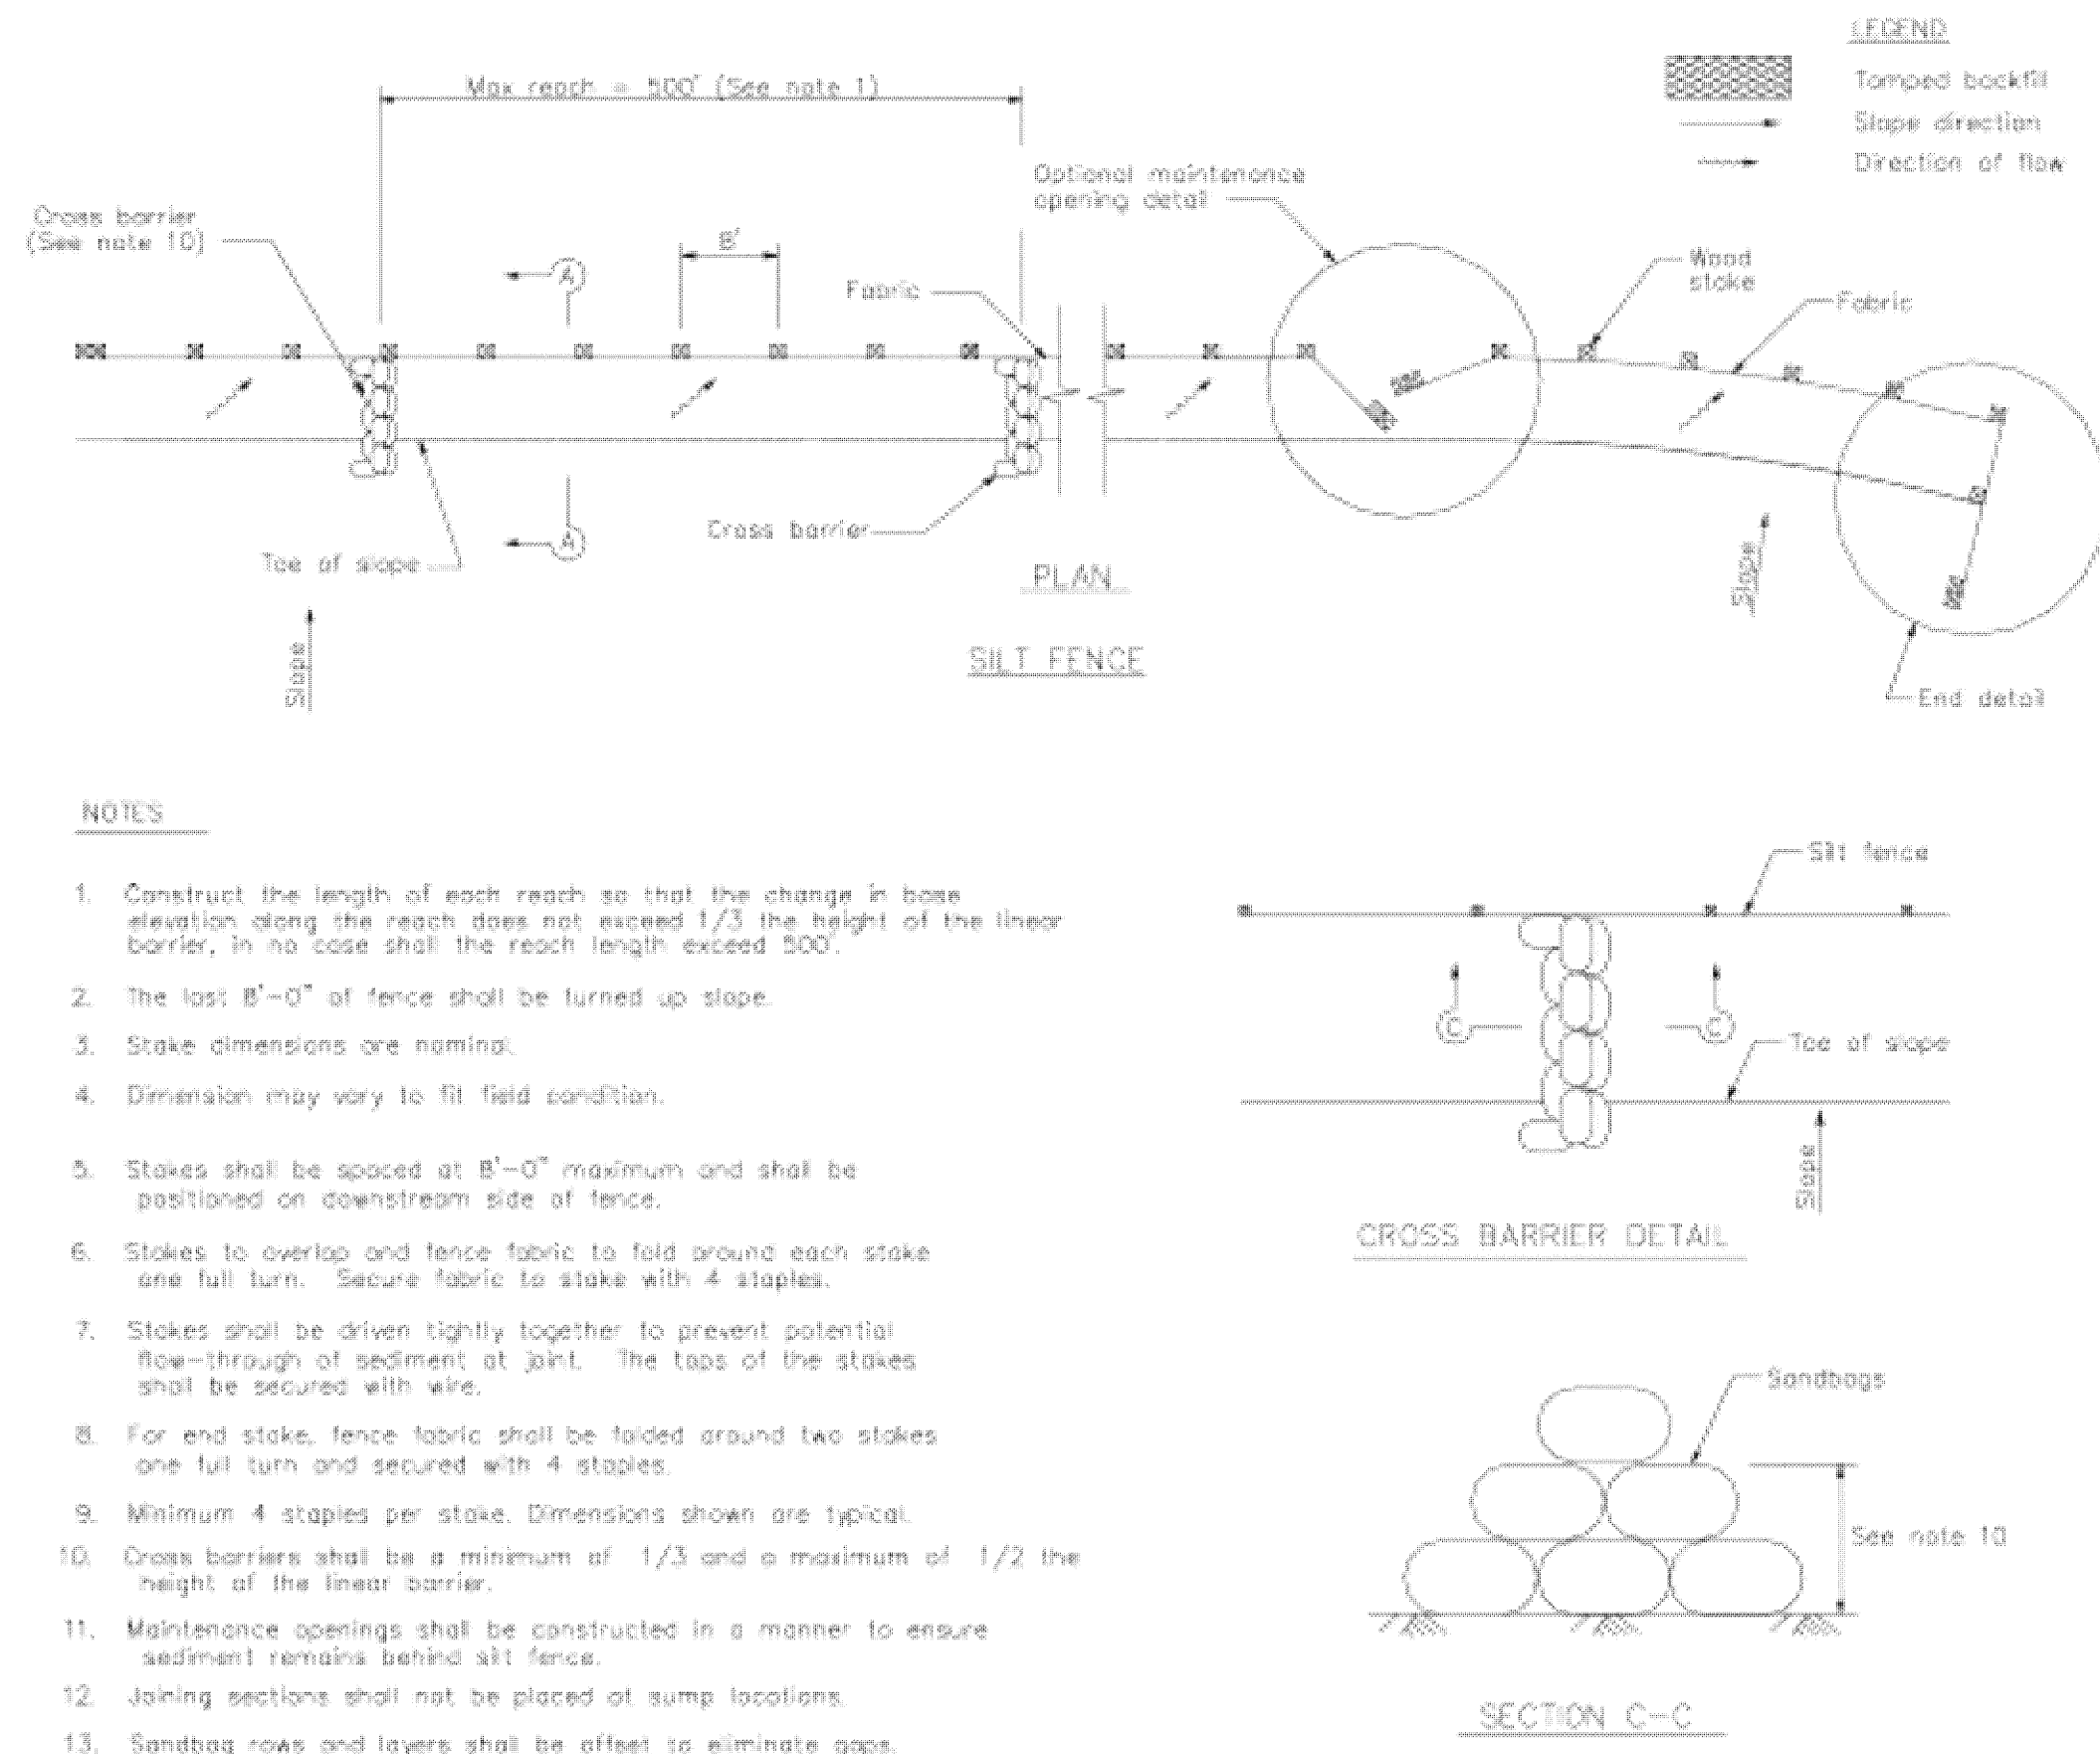 LEGEND
Tamped backfill
Slope direction
Direction of flow
Max reach = 500' (See note 1)
Optional maintenance
opening detail
Cross barrier
(See note 10)
8'
A
Fabric
Wood
stake
Fabric
Cross barrier
A
Toe of slope
PLAN
Slope
Slope
SILT FENCE
End detail
NOTES
1. Construct the length of each reach so that the change in base
elevation along the reach does not exceed 1/3 the height of the linear
barrier, in no case shall the reach length exceed 500'.
2. The last 8'-0" of fence shall be turned up slope.
3. Stake dimensions are nominal.
4. Dimension may vary to fit field condition.
5. Stakes shall be spaced at 8'-0" maximum and shall be
positioned on downstream side of fence.
6. Stakes to overlap and fence fabric to fold around each stake
one full turn. Secure fabric to stake with 4 staples.
7. Stakes shall be driven tightly together to prevent potential
flow-through of sediment at joint. The tops of the stakes
shall be secured with wire.
8. For end stake, fence fabric shall be folded around two stakes
one full turn and secured with 4 staples.
9. Minimum 4 staples per stake. Dimensions shown are typical.
10. Cross barriers shall be a minimum of 1/3 and a maximum of 1/2 the
height of the linear barrier.
11. Maintenance openings shall be constructed in a manner to ensure
sediment remains behind silt fence.
12. Joining sections shall not be placed at sump locations.
13. Sandbag rows and layers shall be offset to eliminate gaps.
Silt fence
C
C
Toe of slope
Slope
CROSS BARRIER DETAIL
Sandbags
See note 10
SECTION C-C